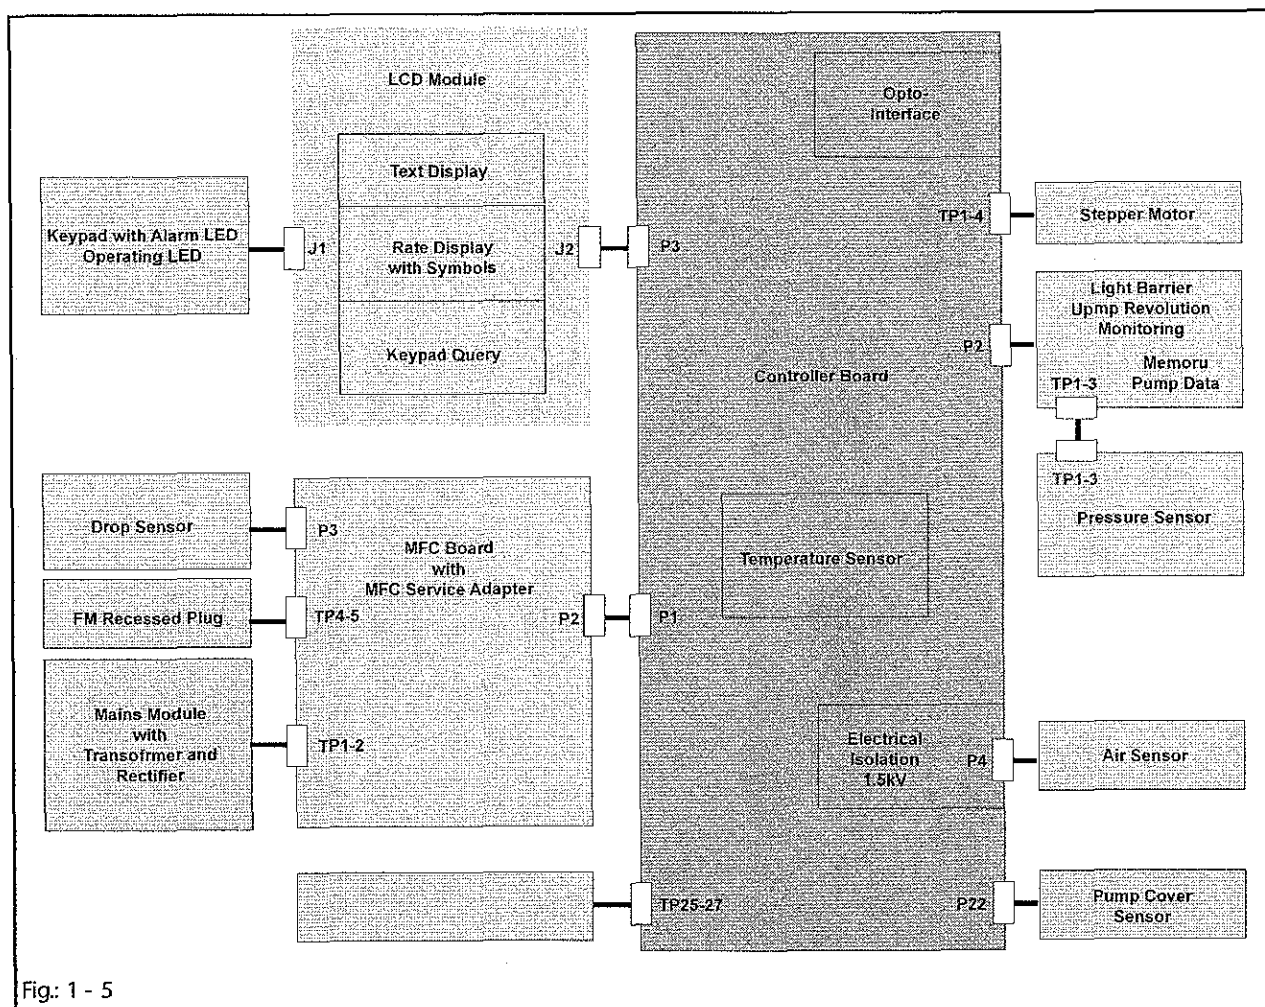 LCD Module
Text Display
Rate Display
with Symbols
Keypad Query
Keypad with Alarm LED
Operating LED
J1
J2
P3
Opto-
interface
TP1-4
Stepper Motor
Light Barrier
Upmp Revolution
Monitoring
Memoru
Pump Data
P2
TP1-3
TP1-3
Pressure Sensor
Controller Board
Temperature Sensor
Drop Sensor
P3
MFC Board
with
MFC Service Adapter
FM Recessed Plug
TP4-5
P2
P1
Mains Module
with
Transofrmer and
Rectifier
TP1-2
Electrical
Isolation
1.5kV
P4
Air Sensor
TP25-27
P22
Pump Cover
Sensor
Fig.: 1 - 5